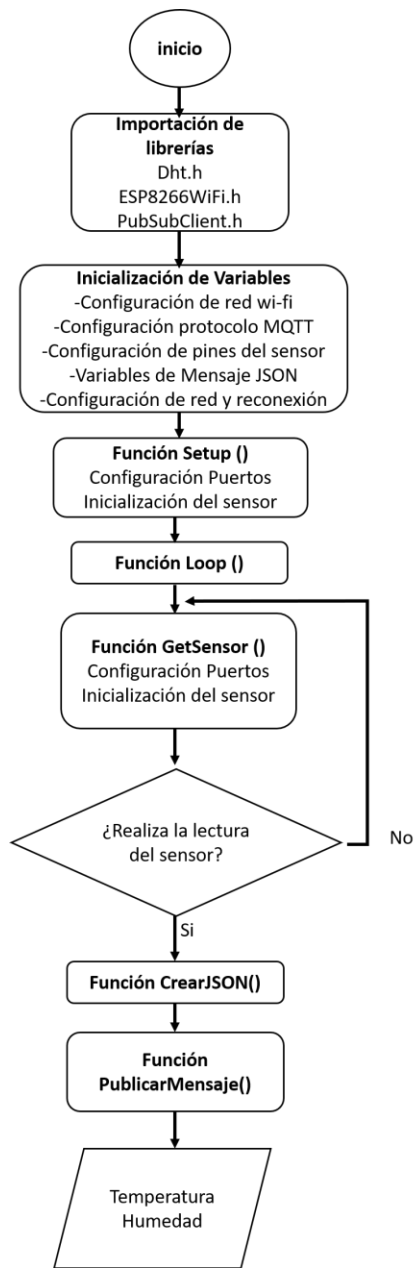 inicio
Importación de
librerías
Dht.h
ESP8266WiFi.h
PubSubClient.h
Inicialización de Variables
-Configuración de red wi-fi
-Configuración protocolo MQTT
-Configuración de pines del sensor
-Variables de Mensaje JSON
-Configuración de red y reconexión
Función Setup ()
Configuración Puertos
Inicialización del sensor
Función Loop ()
Función GetSensor ()
Configuración Puertos
Inicialización del sensor
¿Realiza la lectura
del sensor?
No
Si
Función CrearJSON()
Función
PublicarMensaje()
Temperatura
Humedad